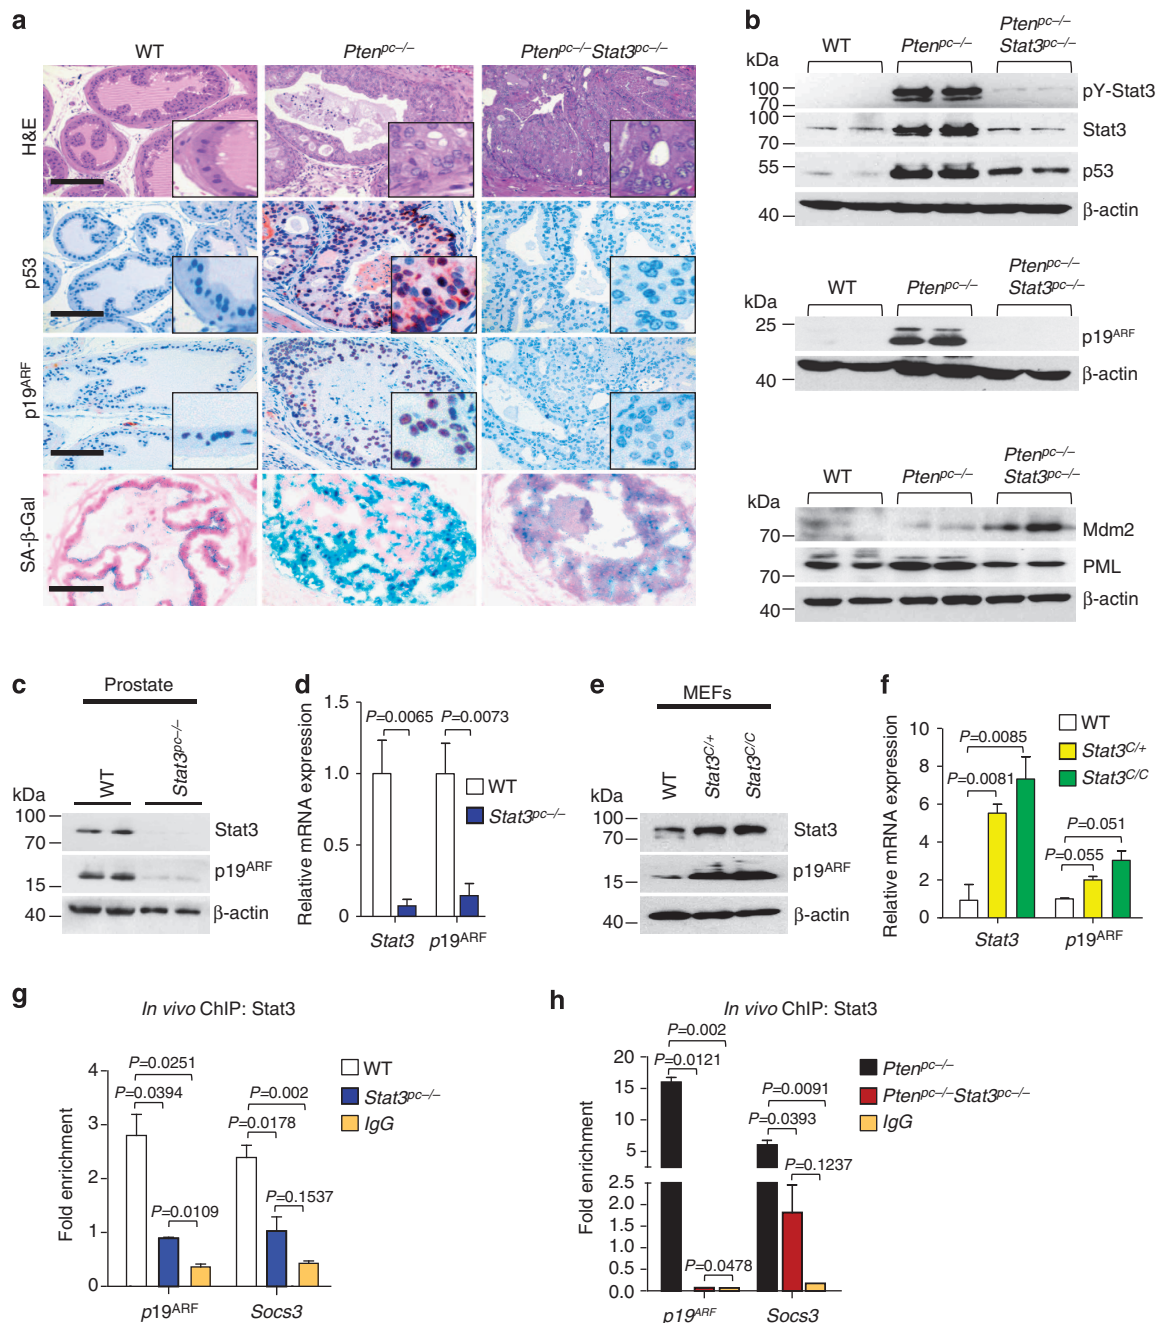 a
WT
Pten^pc−/−
Pten^pc−/−Stat3^pc−/−
H&E
p53
p19^ARF
SA-β-Gal
b
WT
Pten^pc−/−
Pten^pc−/−
Stat3^pc−/−
kDa
100
70
pY-Stat3
100
70
Stat3
55
p53
40
β-actin
WT
Pten^pc−/−
Pten^pc−/−
Stat3^pc−/−
kDa
25
p19^ARF
40
β-actin
WT
Pten^pc−/−
Pten^pc−/−
Stat3^pc−/−
kDa
70
Mdm2
70
PML
40
β-actin
c
Prostate
WT
Stat3^pc−/−
kDa
100
70
Stat3
15
p19^ARF
40
β-actin
d
Relative mRNA expression
1.5
1.0
0.5
0
P=0.0065
P=0.0073
WT
Stat3^pc−/−
Stat3
p19^ARF
e
MEFs
WT
Stat3^C/+
Stat3^C/C
kDa
100
70
Stat3
15
p19^ARF
40
β-actin
f
Relative mRNA expression
10
8
6
4
2
0
P=0.0085
P=0.0081
P=0.051
P=0.055
WT
Stat3^C/+
Stat3^C/C
Stat3
p19^ARF
g
In vivo ChIP: Stat3
Fold enrichment
4
3
2
1
0
P=0.0251
P=0.0394
P=0.0109
P=0.002
P=0.0178
P=0.1537
WT
Stat3^pc−/−
IgG
p19^ARF
Socs3
h
In vivo ChIP: Stat3
Fold enrichment
20
15
10
5
2.5
2.0
1.5
1.0
0.5
0.0
P=0.002
P=0.0121
P=0.0478
P=0.0091
P=0.0393
P=0.1237
Pten^pc−/−
Pten^pc−/−Stat3^pc−/−
IgG
p19^ARF
Socs3